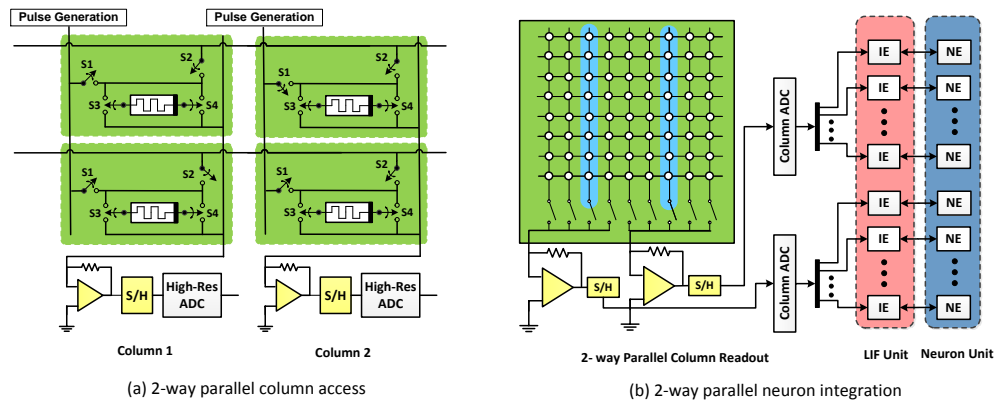 Pulse Generation
Pulse Generation
S1
S2
S3
S4
S1
S2
S3
S4
S1
S2
S3
S4
S1
S2
S3
S4
S/H
High-Res
ADC
S/H
High-Res
ADC
Column 1
Column 2
(a) 2-way parallel column access
S/H
S/H
2- way Parallel Column Readout
Column ADC
Column ADC
IE
NE
IE
NE
IE
NE
IE
NE
IE
NE
IE
NE
LIF Unit
Neuron Unit
(b) 2-way parallel neuron integration